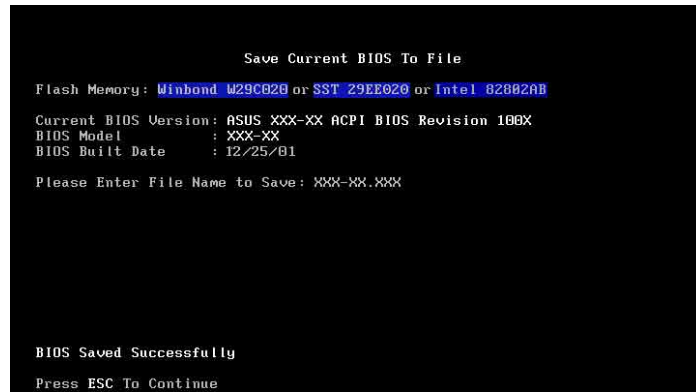 Save Current BIOS To File
Flash Memory: Winbond W29C020 or SST 29EE020 or Intel 82802AB
Current BIOS Version: ASUS XXX-XX ACPI BIOS Revision 100X
BIOS Model : XXX-XX
BIOS Built Date : 12/25/01
Please Enter File Name to Save: XXX-XX.XXX
BIOS Saved Successfully
Press ESC To Continue